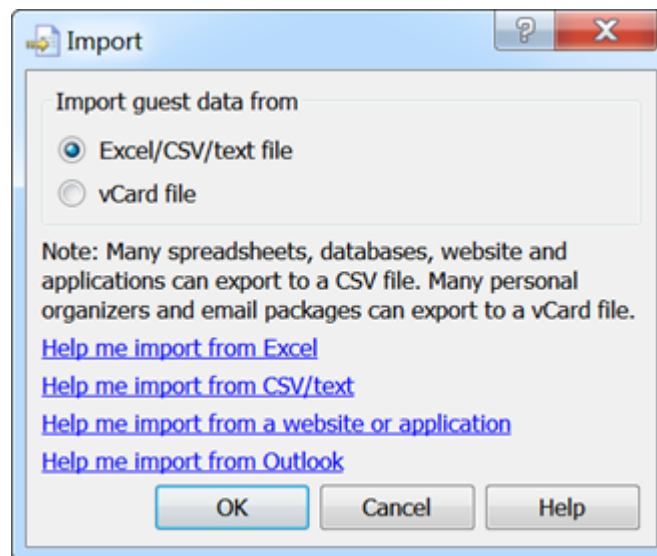 Import
Import guest data from
Excel/CSV/text file
vCard file
Note: Many spreadsheets, databases, website and
applications can export to a CSV file. Many personal
organizers and email packages can export to a vCard file.
Help me import from Excel
Help me import from CSV/text
Help me import from a website or application
Help me import from Outlook
OK Cancel Help